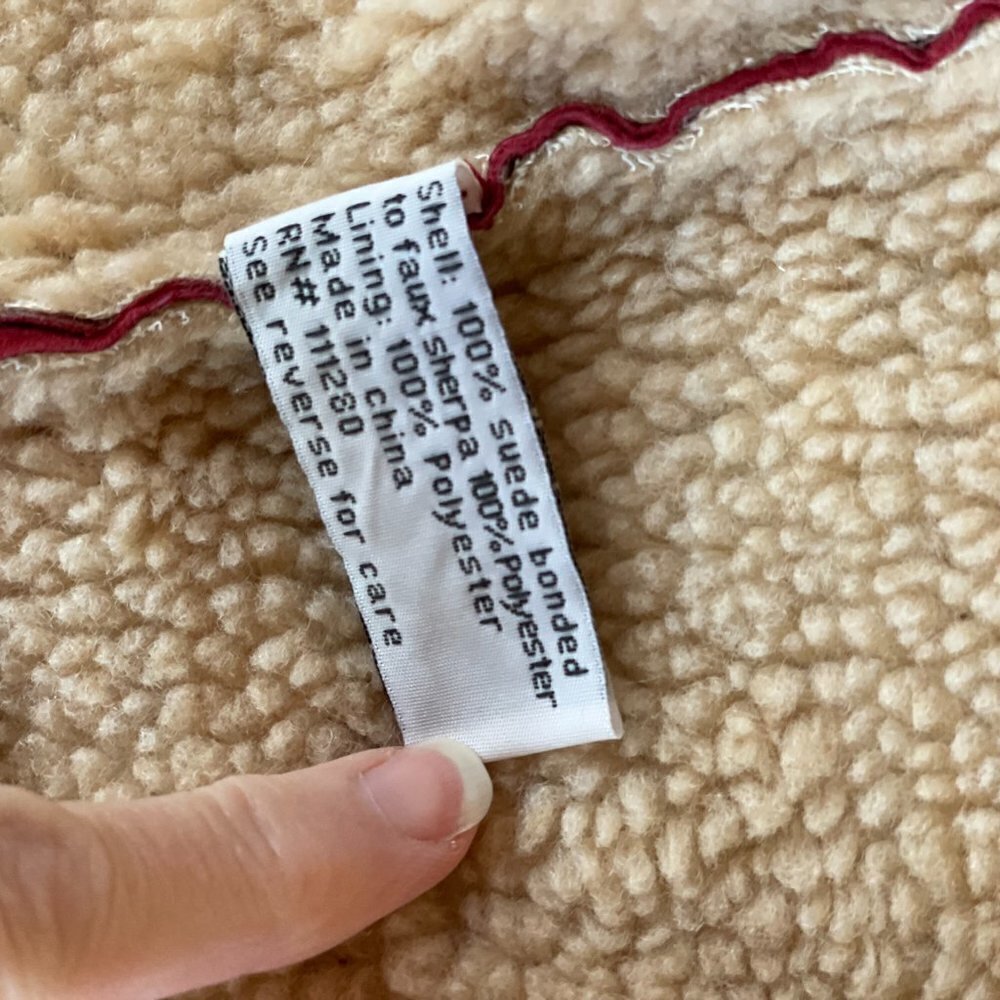 Shell: 100% suede bonded
to faux sherpa 100% Polyester
Lining: 100% Polyester
Made in china
RN# 111280
See reverse for care